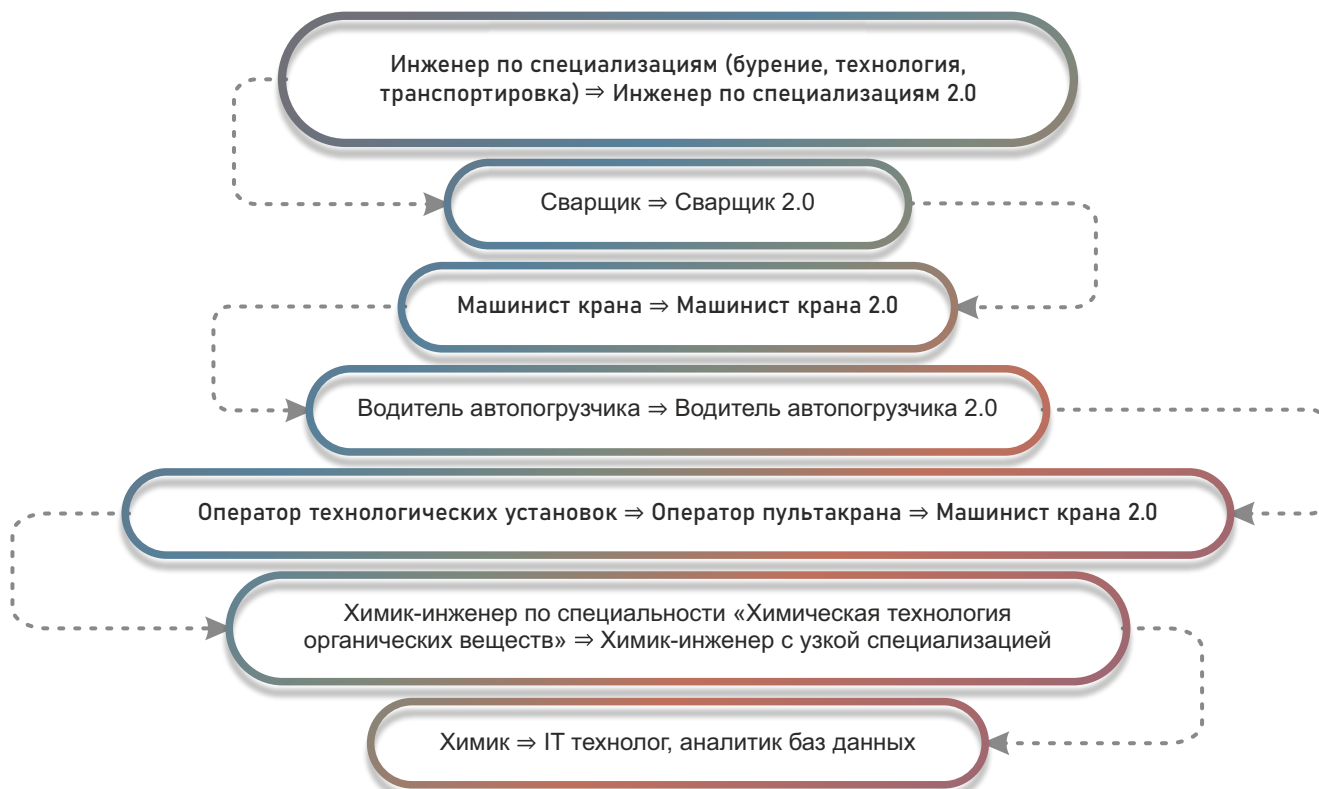 Инженер по специализациям (бурение, технология,
транспортировка) ⇒ Инженер по специализациям 2.0
Сварщик ⇒ Сварщик 2.0
Машинист крана ⇒ Машинист крана 2.0
Водитель автопогрузчика ⇒ Водитель автопогрузчика 2.0
Оператор технологических установок ⇒ Оператор пультакрана ⇒ Машинист крана 2.0
Химик-инженер по специальности «Химическая технология
органических веществ» ⇒ Химик-инженер с узкой специализацией
Химик ⇒ IT технолог, аналитик баз данных